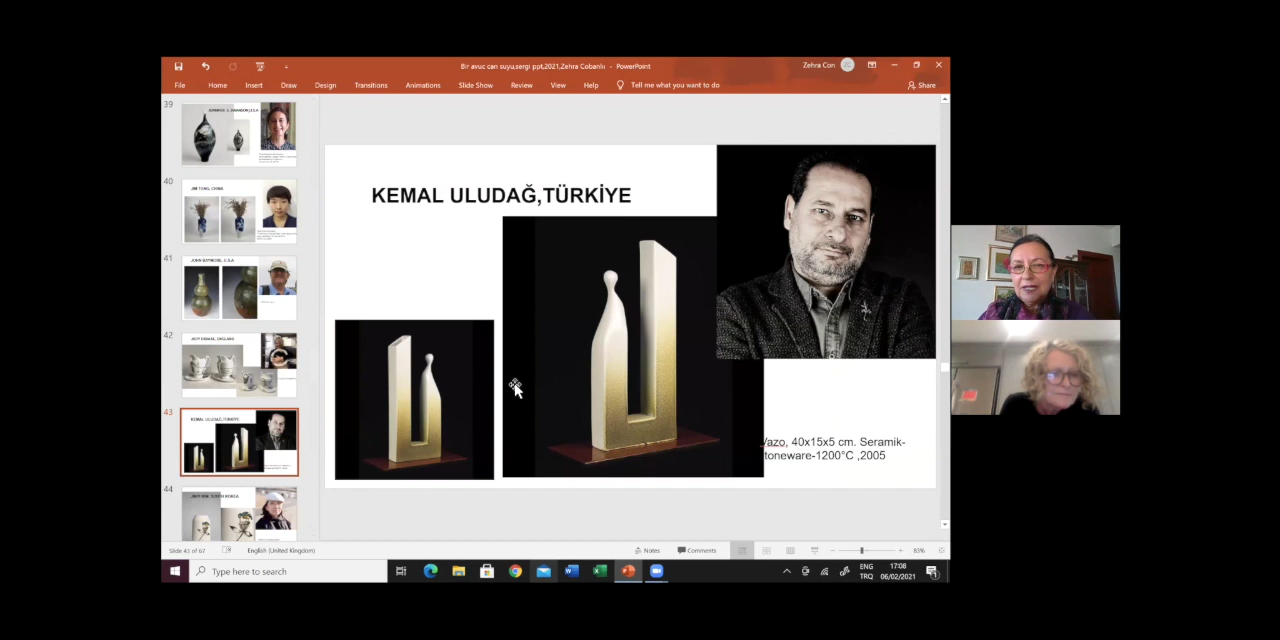 Bir avuc can suyu,sergi ppt,2021,Zehra Cobanlı - PowerPoint
Zehra Con
File Home Insert Draw Design Transitions Animations Slide Show Review View Help Tell me what you want to do Share
39
40
JIM TONG, CHINA
41
JOHN BAYMORE, U.S.A
42
43
KEMAL ULUDAĞ,TÜRKİYE
44
KEMAL ULUDAĞ,TÜRKİYE
Vazo, 40x15x5 cm. Seramik-
toneware-1200°C ,2005
Slide 43 of 67 English (United Kingdom) Notes Comments 83%
Type here to search
ENG 17:08
TRQ 06/02/2021